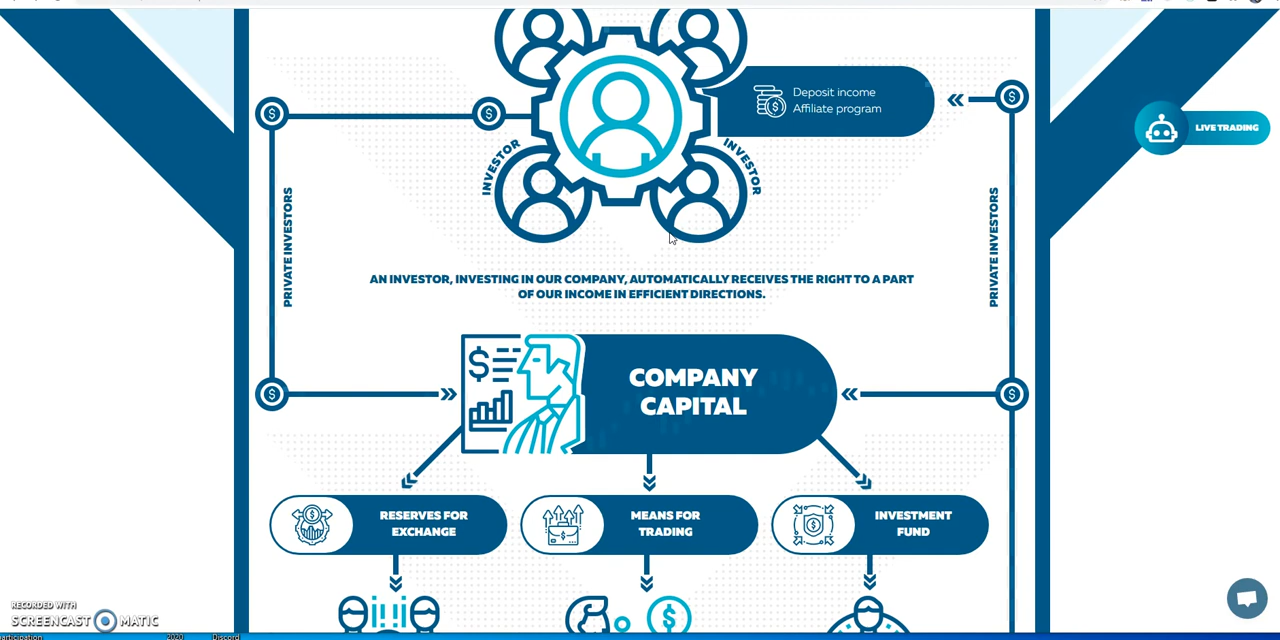 Deposit income
Affiliate program
LIVE TRADING
INVESTOR
INVESTOR
PRIVATE INVESTORS
PRIVATE INVESTORS
AN INVESTOR, INVESTING IN OUR COMPANY, AUTOMATICALLY RECEIVES THE RIGHT TO A PART
OF OUR INCOME IN EFFICIENT DIRECTIONS.
COMPANY
CAPITAL
RESERVES FOR
EXCHANGE
MEANS FOR
TRADING
INVESTMENT
FUND
RECORDED WITH
SCREENCAST MATIC
2020
Discord